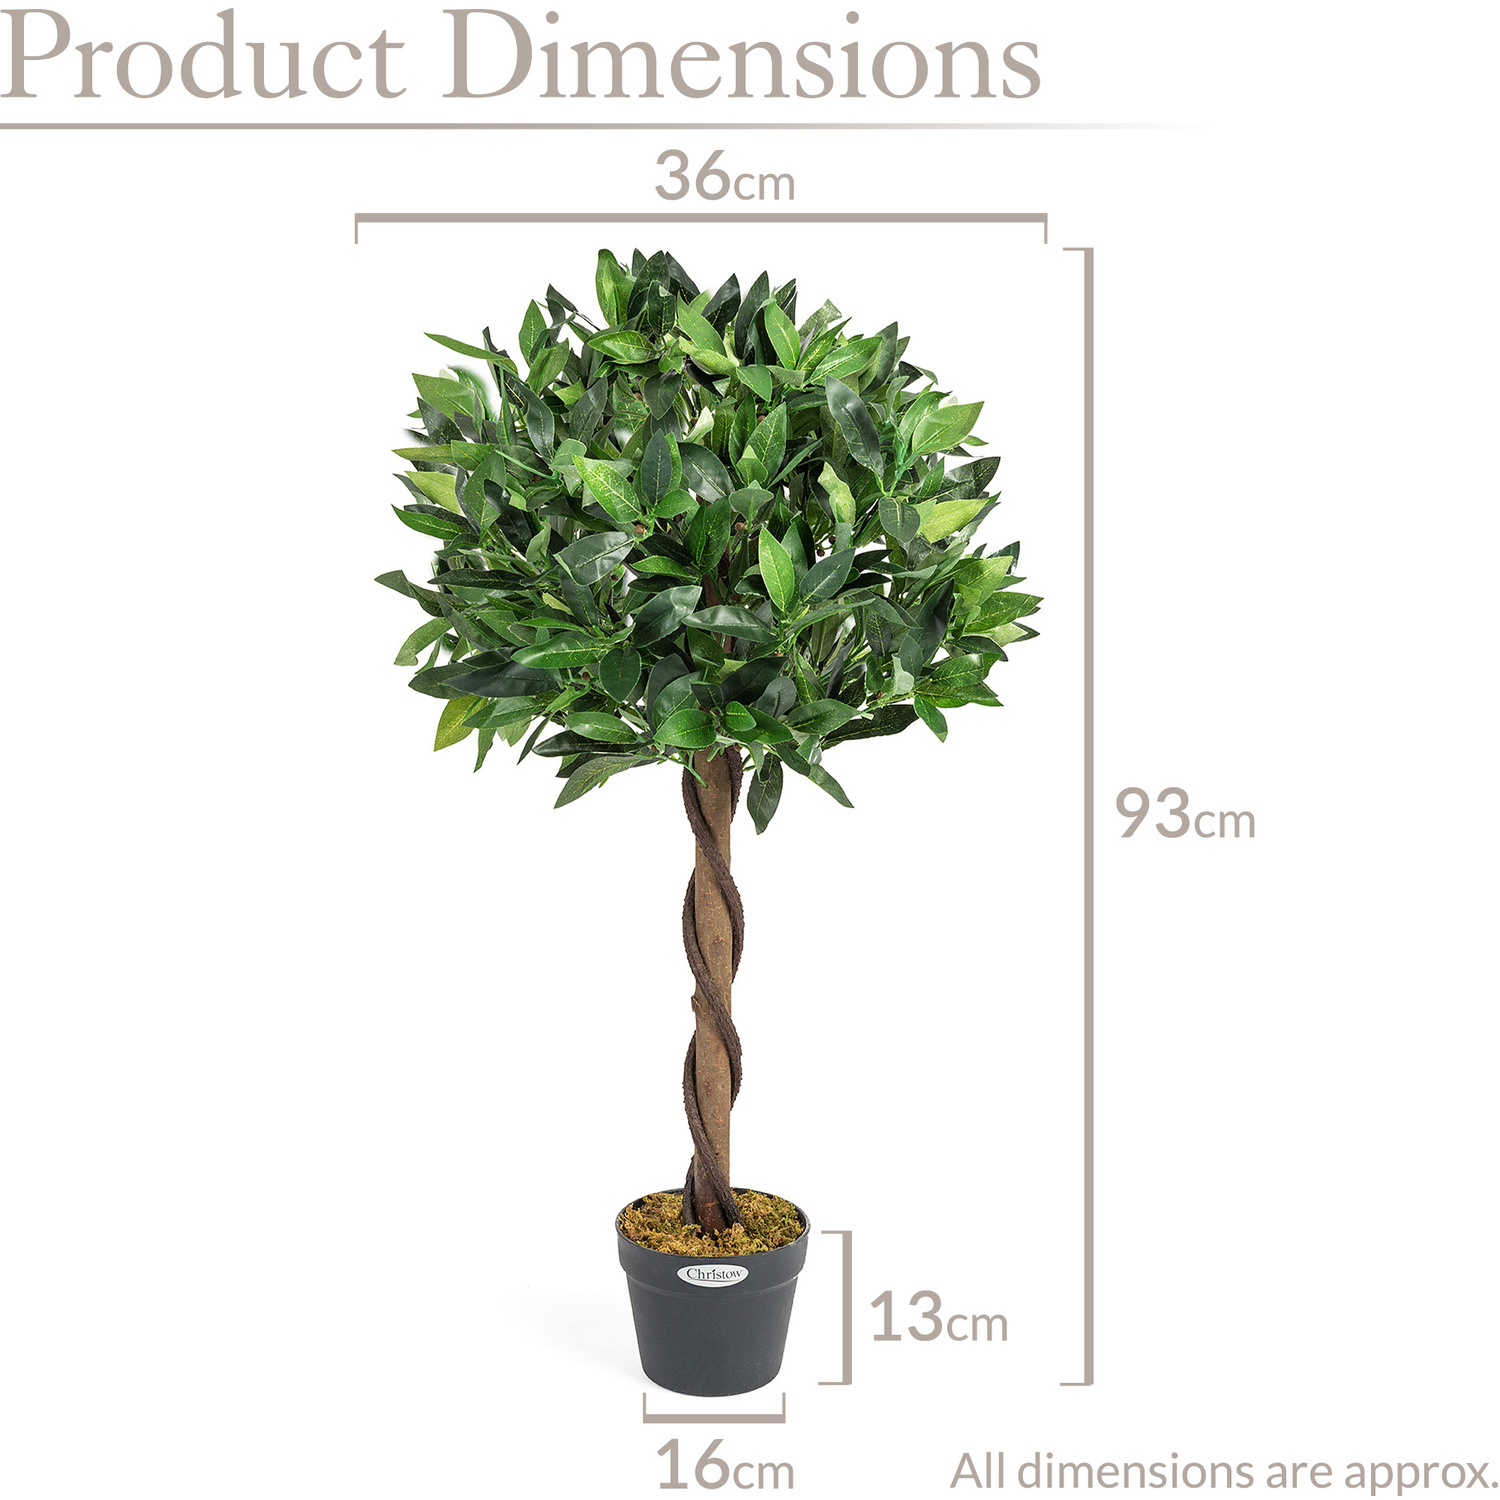 Product Dimensions
36cm
93cm
Christow
13cm
16cm
All dimensions are approx.